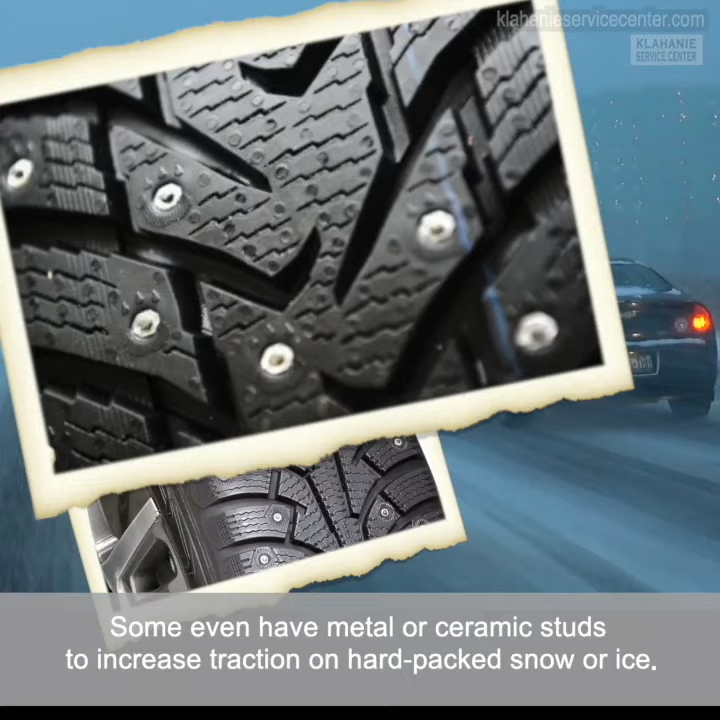 klahanieservicecenter.com
KLAHANIE
SERVICE CENTER
Some even have metal or ceramic studs
to increase traction on hard-packed snow or ice.